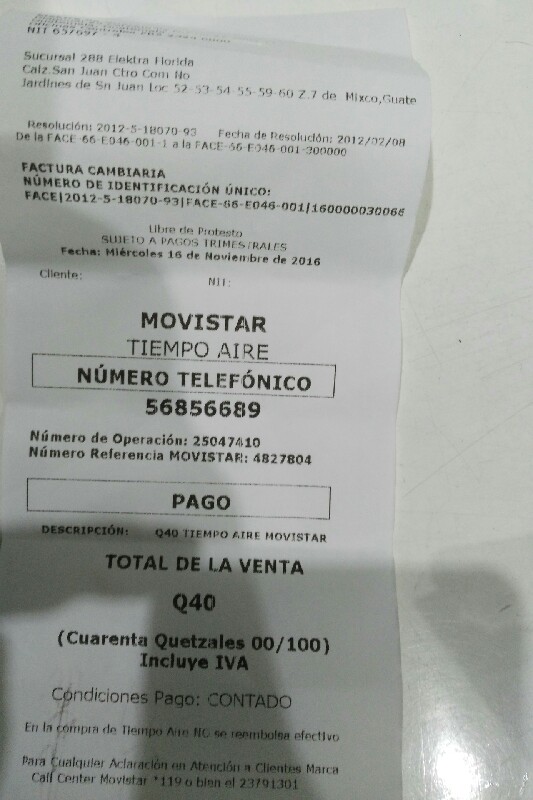 Sucursal 288 Elektra Florida
Calz.San Juan Ctro Com No
Jardines de Sn Juan Loc 52-53-54-55-59-60 Z.7 de Mixco,Guate
Resolución: 2012-5-18070-93 Fecha de Resolución: 2012/02/08
De la FACE-66-E046-001-1 a la FACE-66-E046-001-300000
FACTURA CAMBIARIA
NÚMERO DE IDENTIFICACIÓN ÚNICO:
FACE|2012-5-18070-93|FACE-66-E046-001|160000030066
Libre de Protesto
SUJETO A PAGOS TRIMESTRALES
Fecha: Miércoles 16 de Noviembre de 2016
Cliente: NIT:
MOVISTAR
TIEMPO AIRE
NÚMERO TELEFÓNICO
56856689
Número de Operación: 25047410
Número Referencia MOVISTAR: 4827804
PAGO
DESCRIPCIÓN: Q40 TIEMPO AIRE MOVISTAR
TOTAL DE LA VENTA
Q40
(Cuarenta Quetzales 00/100)
Incluye IVA
Condiciones Pago: CONTADO
En la compra de Tiempo Aire NO se reembolsa efectivo
Para Cualquier Aclaración en Atención a Clientes Marca
Call Center Movistar *119 o bien el 23791301